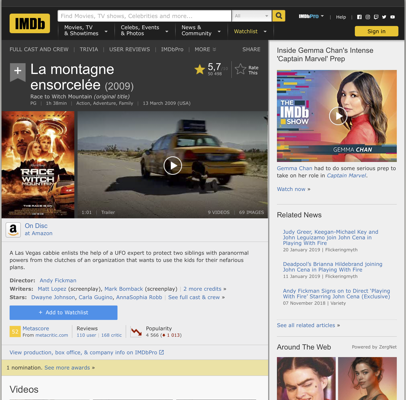 IMDb
Find Movies, TV shows, Celebrities and more...
All
Movies, TV
& Showtimes
Celebs, Events
& Photos
News &
Community
Watchlist
IMDbPro
Help
Sign in
FULL CAST AND CREW | TRIVIA | USER REVIEWS | IMDbPro | MORE
SHARE
La montagne
ensorcelée (2009)
Race to Witch Mountain (original title)
PG | 1h 38min | Action, Adventure, Family | 13 March 2009 (USA)
5,7
Rate
This
RACE
WITCH
MOUNTAIN
1:01 | Trailer
9 VIDEOS | 69 IMAGES
On Disc
at Amazon
A Las Vegas cabbie enlists the help of a UFO expert to protect two siblings with paranormal
powers from the clutches of an organization that wants to use the kids for their nefarious
plans.
Director: Andy Fickman
Writers: Matt Lopez (screenplay), Mark Bomback (screenplay) | 2 more credits »
Stars: Dwayne Johnson, Carla Gugino, AnnaSophia Robb | See full cast & crew »
+ Add to Watchlist
Metascore
From metacritic.com
Reviews
110 user | 168 critic
Popularity
4 566 (1 013)
View production, box office, & company info on IMDbPro
1 nomination. See more awards »
Videos
Inside Gemma Chan's Intense
'Captain Marvel' Prep
THE
IMDb
SHOW
GEMMA CHAN
Gemma Chan had to do some serious prep to
take on her role in Captain Marvel.
Watch now »
Related News
Judy Greer, Keegan-Michael Key and
John Leguizamo Join John Cena in
Playing With Fire
20 January 2019 | Flickeringmyth
Deadpool's Brianna Hildebrand Joining
John Cena in Playing With Fire
11 January 2019 | Flickeringmyth
Andy Fickman Signs on to Direct 'Playing
With Fire' Starring John Cena (Exclusive)
07 November 2018 | Variety
See all related articles »
Around The Web
Powered by ZergNet